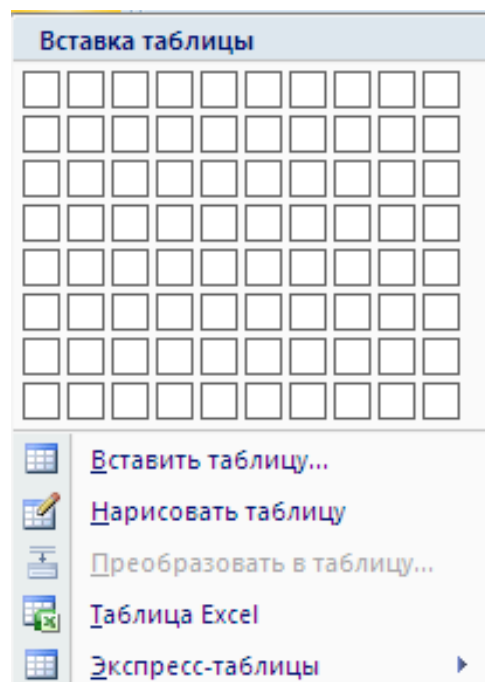 Вставка таблицы
Вставить таблицу...
Нарисовать таблицу
Преобразовать в таблицу...
Таблица Excel
Экспресс-таблицы